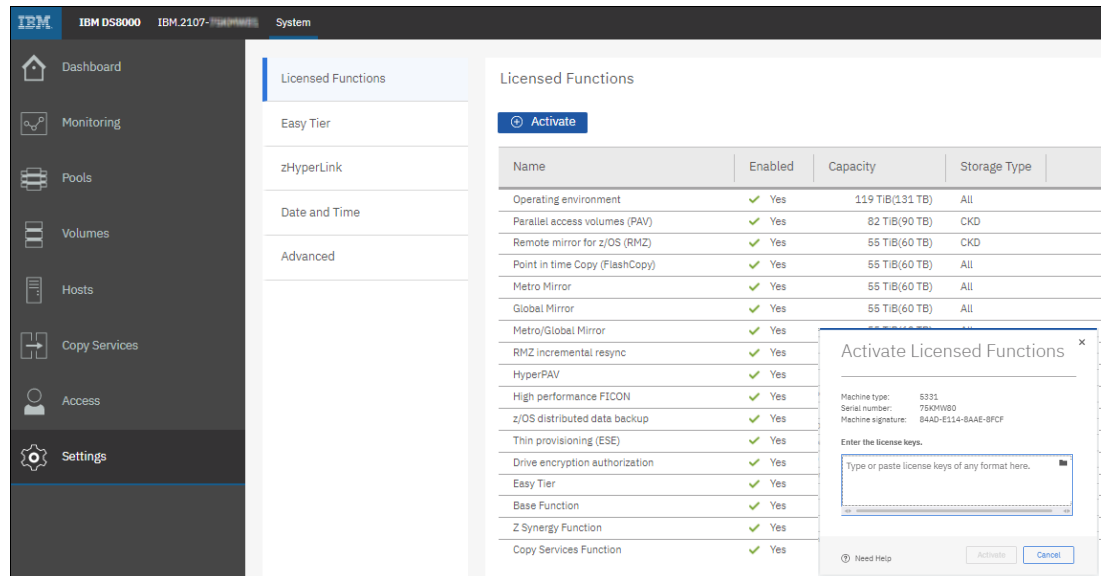 IBM IBM DS8000 IBM.2107- System
Dashboard
Monitoring
Pools
Volumes
Hosts
Copy Services
Access
Settings
Licensed Functions
Easy Tier
zHyperLink
Date and Time
Advanced
Licensed Functions
Activate
Name Enabled Capacity Storage Type
Operating environment Yes 119 TiB(131 TB) All
Parallel access volumes (PAV) Yes 82 TiB(90 TB) CKD
Remote mirror for z/OS (RMZ) Yes 55 TiB(60 TB) CKD
Point in time Copy (FlashCopy) Yes 55 TiB(60 TB) All
Metro Mirror Yes 55 TiB(60 TB) All
Global Mirror Yes 55 TiB(60 TB) All
Metro/Global Mirror Yes
RMZ incremental resync Yes
HyperPAV Yes
High performance FICON Yes
z/OS distributed data backup Yes
Thin provisioning (ESE) Yes
Drive encryption authorization Yes
Easy Tier Yes
Base Function Yes
Z Synergy Function Yes
Copy Services Function Yes
Activate Licensed Functions
Machine type: 5331
Serial number: 75KMW80
Machine signature: 84AD-E114-8AAE-8FCF
Enter the license keys.
Type or paste license keys of any format here.
Need Help Activate Cancel